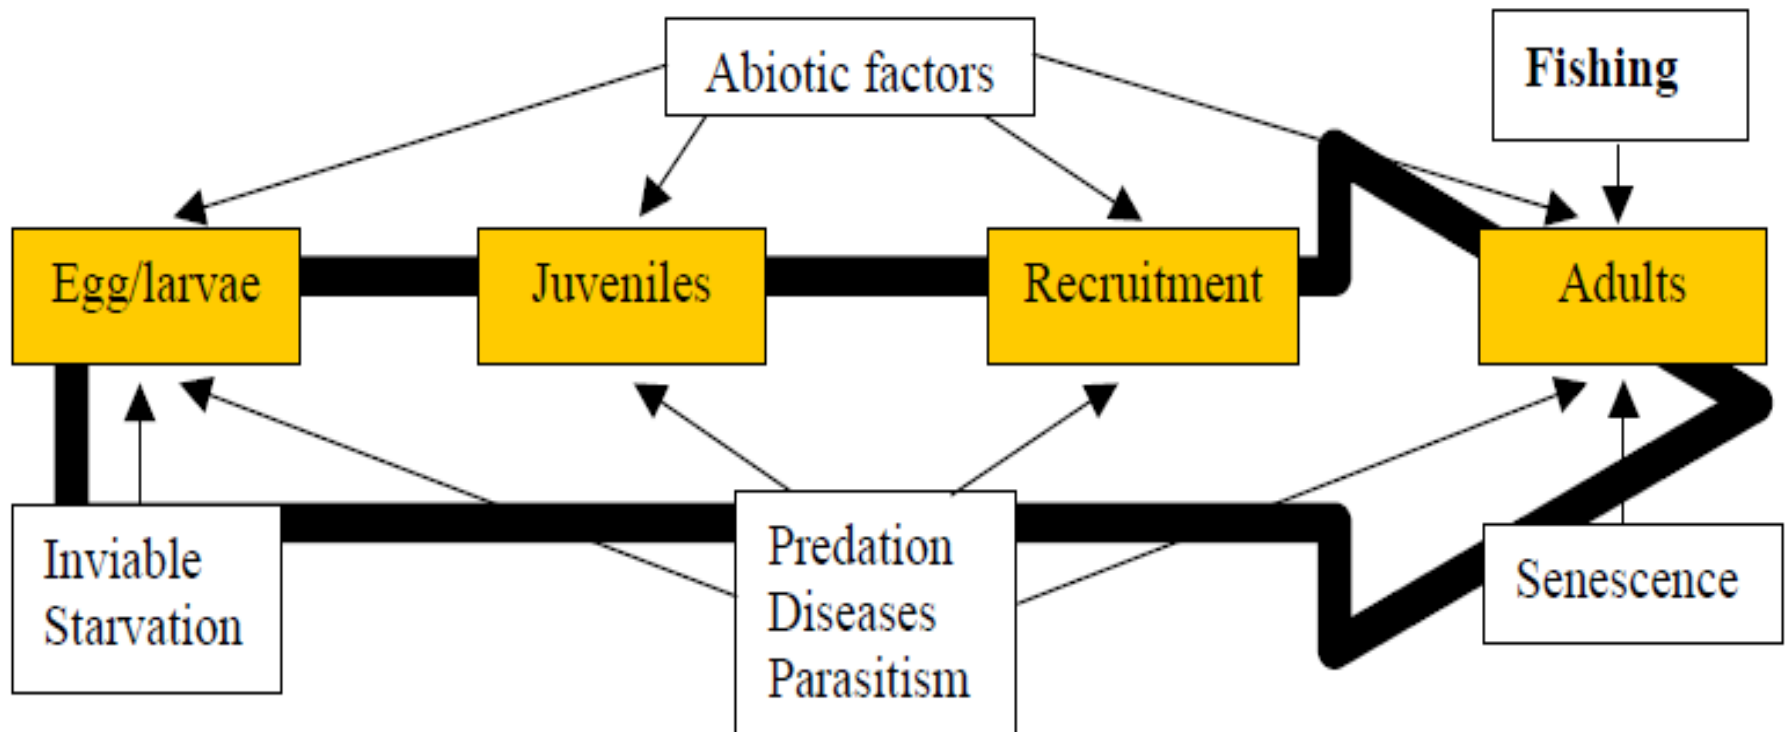 Abiotic factors
Fishing
Egg/larvae
Juveniles
Recruitment
Adults
Inviable
Starvation
Predation
Diseases
Parasitism
Senescence